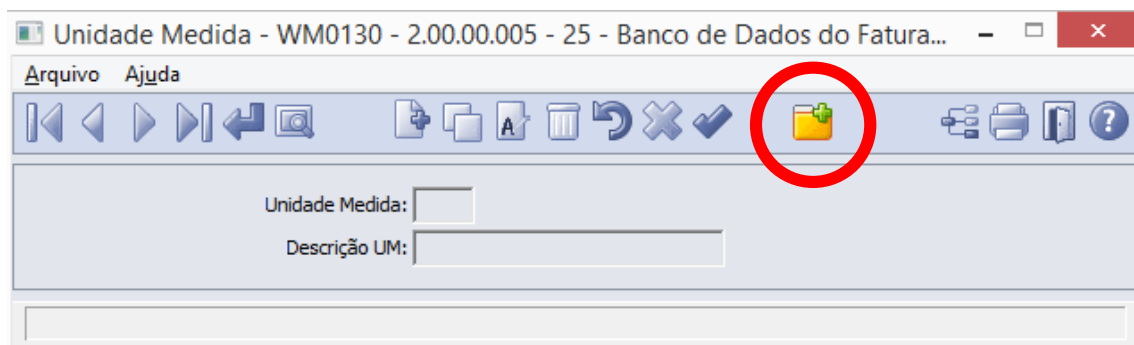 Unidade Medida - WM0130 - 2.00.00.005 - 25 - Banco de Dados do Fatura...
Arquivo Ajuda
A
?
Unidade Medida:
Descrição UM: